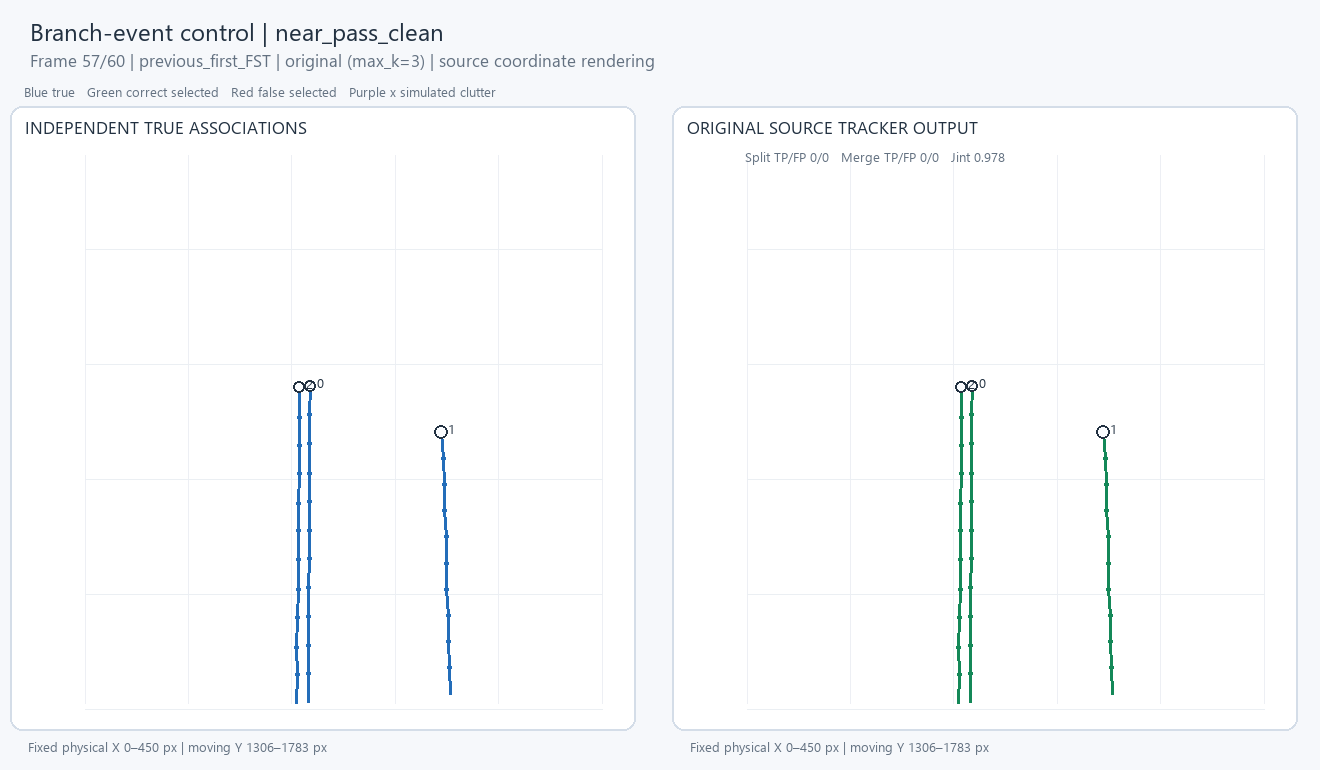 Branch-event control | near_pass_clean
Frame 57/60 | previous_first_FST | original (max_k=3) | source coordinate rendering
Blue true Green correct selected Red false selected Purple x simulated clutter
INDEPENDENT TRUE ASSOCIATIONS
0
1
Fixed physical X 0–450 px | moving Y 1306–1783 px
ORIGINAL SOURCE TRACKER OUTPUT
Split TP/FP 0/0 Merge TP/FP 0/0 Jint 0.978
0
1
Fixed physical X 0–450 px | moving Y 1306–1783 px